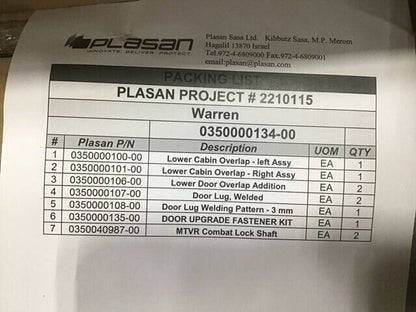 PLASAN
INNOVATE. DELIVER. PROTECT.
Plasan Sasa Ltd. Kibbutz Sasa, M.P. Merom
Hagalil 13870 Israel
Tel.972-4-6809000 Fax.972-4-6809001
email:plasan@plasan.com
PACKING LIST
PLASAN PROJECT # 2210115
Warren
0350000134-00
# Plasan P/N Description UOM QTY
1 0350000100-00 Lower Cabin Overlap - left Assy EA 1
2 0350000101-00 Lower Cabin Overlap - Right Assy EA 1
3 0350000106-00 Lower Door Overlap Addition EA 2
4 0350000107-00 Door Lug, Welded EA 2
5 0350000108-00 Door Lug Welding Pattern - 3 mm EA 1
6 0350000135-00 DOOR UPGRADE FASTENER KIT EA 1
7 0350040987-00 MTVR Combat Lock Shaft EA 2